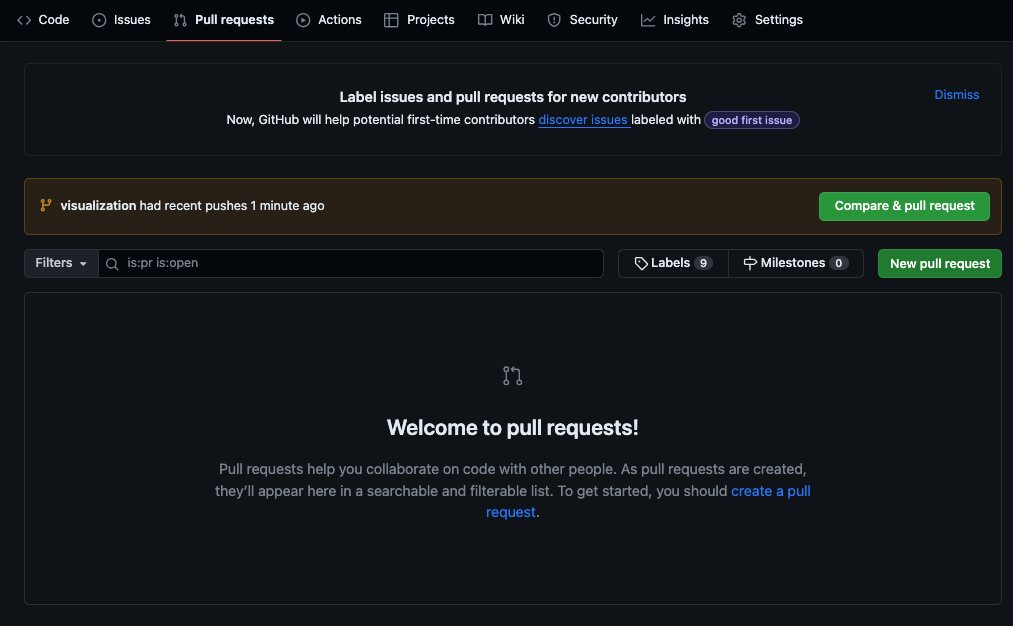 Code Issues Pull requests Actions Projects Wiki Security Insights Settings
Label issues and pull requests for new contributors
Dismiss
Now, GitHub will help potential first-time contributors discover issues labeled with good first issue
visualization had recent pushes 1 minute ago
Compare & pull request
Filters is:pr is:open Labels 9 Milestones 0 New pull request
Welcome to pull requests!
Pull requests help you collaborate on code with other people. As pull requests are created,
they’ll appear here in a searchable and filterable list. To get started, you should create a pull
request.